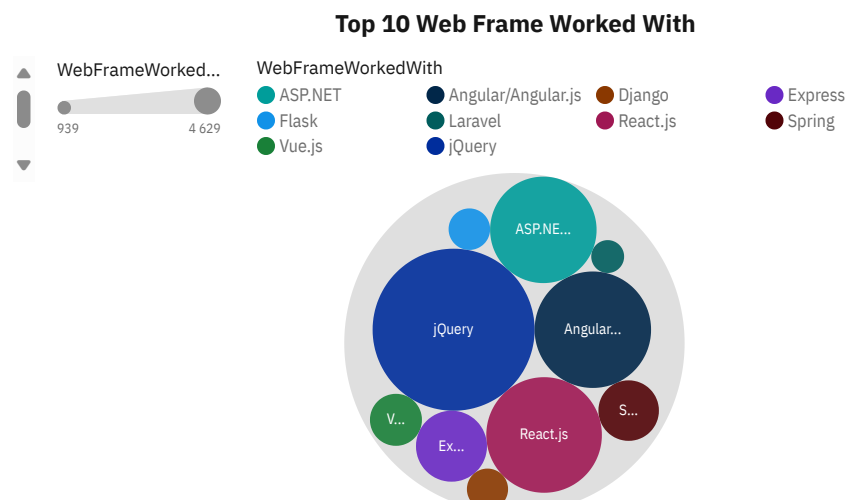 Top 10 Web Frame Worked With
WebFrameWorked...
939
4 629
WebFrameWorkedWith
ASP.NET
Angular/Angular.js
Django
Express
Flask
Laravel
React.js
Spring
Vue.js
jQuery
ASP.NE...
jQuery
Angular...
S...
V...
React.js
Ex...